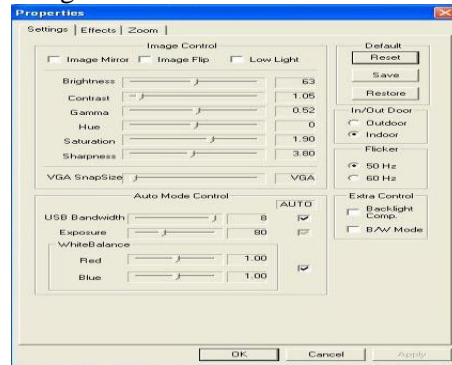 Properties
Settings Effects Zoom
Image Control
Image Mirror Image Flip Low Light
Brightness 63
Contrast 1.05
Gamma 0.52
Hue 0
Saturation 1.90
Sharpness 3.80
VGA SnapSize VGA
Auto Mode Control
AUTO
USB Bandwidth 8
Exposure 80
WhiteBalance
Red 1.00
Blue 1.00
Default
Reset
Save
Restore
In/Out Door
Outdoor
Indoor
Flicker
50 Hz
60 Hz
Extra Control
Backlight
Comp.
B/W Mode
OK Cancel Apply